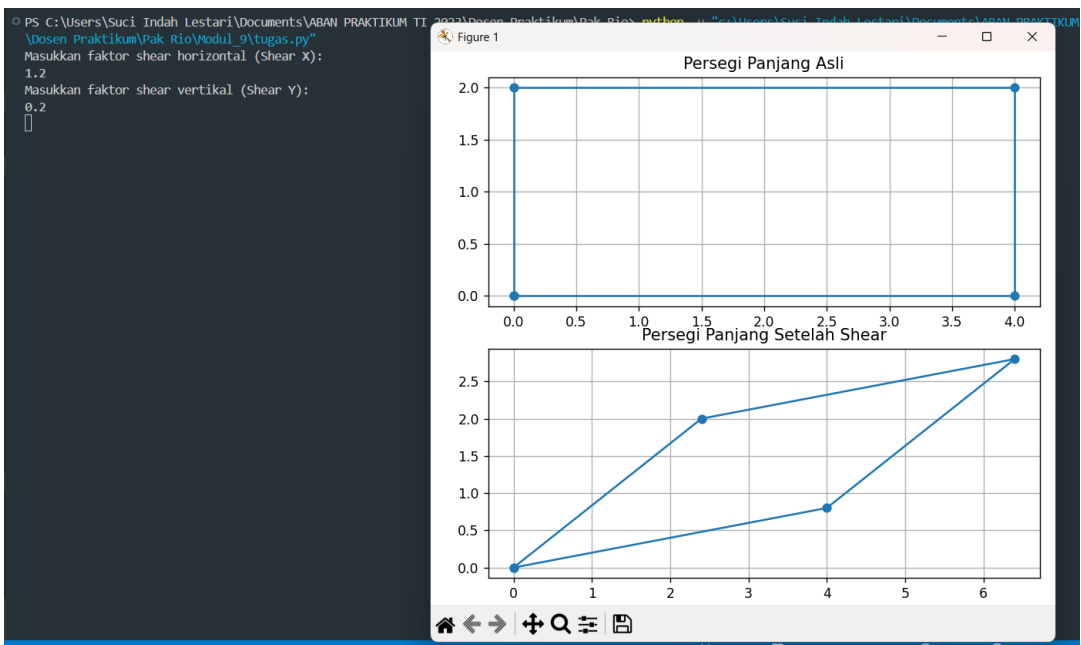 PS C:\Users\Suci Indah Lestari\Documents\ABAN PRAKTIKUM TI 2023\Dosen Praktikum\Pak Rio> python -u "c:\Users\Suci Indah Lestari\Documents\ABAN PRAKTIKUM
\Dosen Praktikum\Pak Rio\Modul_9\tugas.py"
Masukkan faktor shear horizontal (Shear X):
1.2
Masukkan faktor shear vertikal (Shear Y):
0.2
Figure 1
Persegi Panjang Asli
2.0
1.5
1.0
0.5
0.0
0.0 0.5 1.0 1.5 2.0 2.5 3.0 3.5 4.0
Persegi Panjang Setelah Shear
2.5
2.0
1.5
1.0
0.5
0.0
0 1 2 3 4 5 6